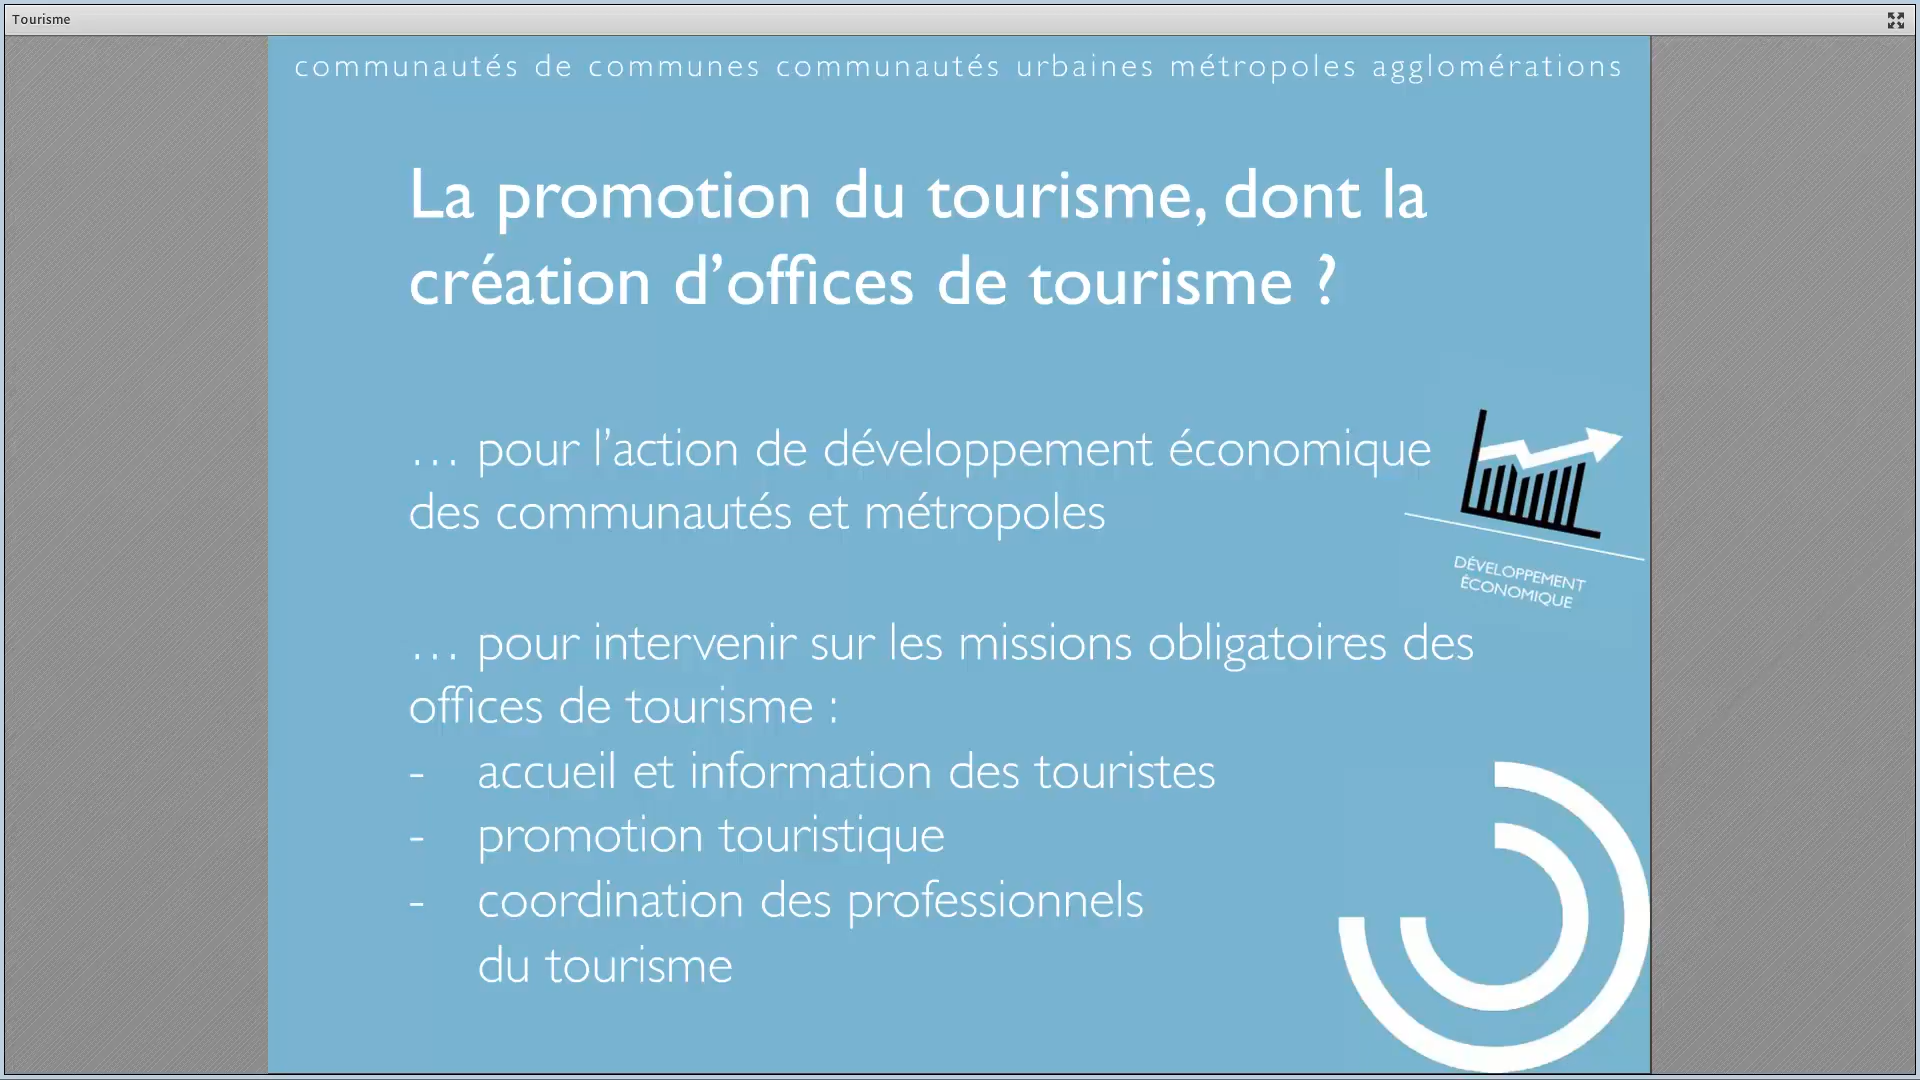 Tourisme
communautés de communes communautés urbaines métropoles agglomérations
La promotion du tourisme, dont la
création d’offices de tourisme ?
… pour l’action de développement économique
des communautés et métropoles
DÉVELOPPEMENT
ÉCONOMIQUE
… pour intervenir sur les missions obligatoires des
offices de tourisme :
- accueil et information des touristes
- promotion touristique
- coordination des professionnels
du tourisme